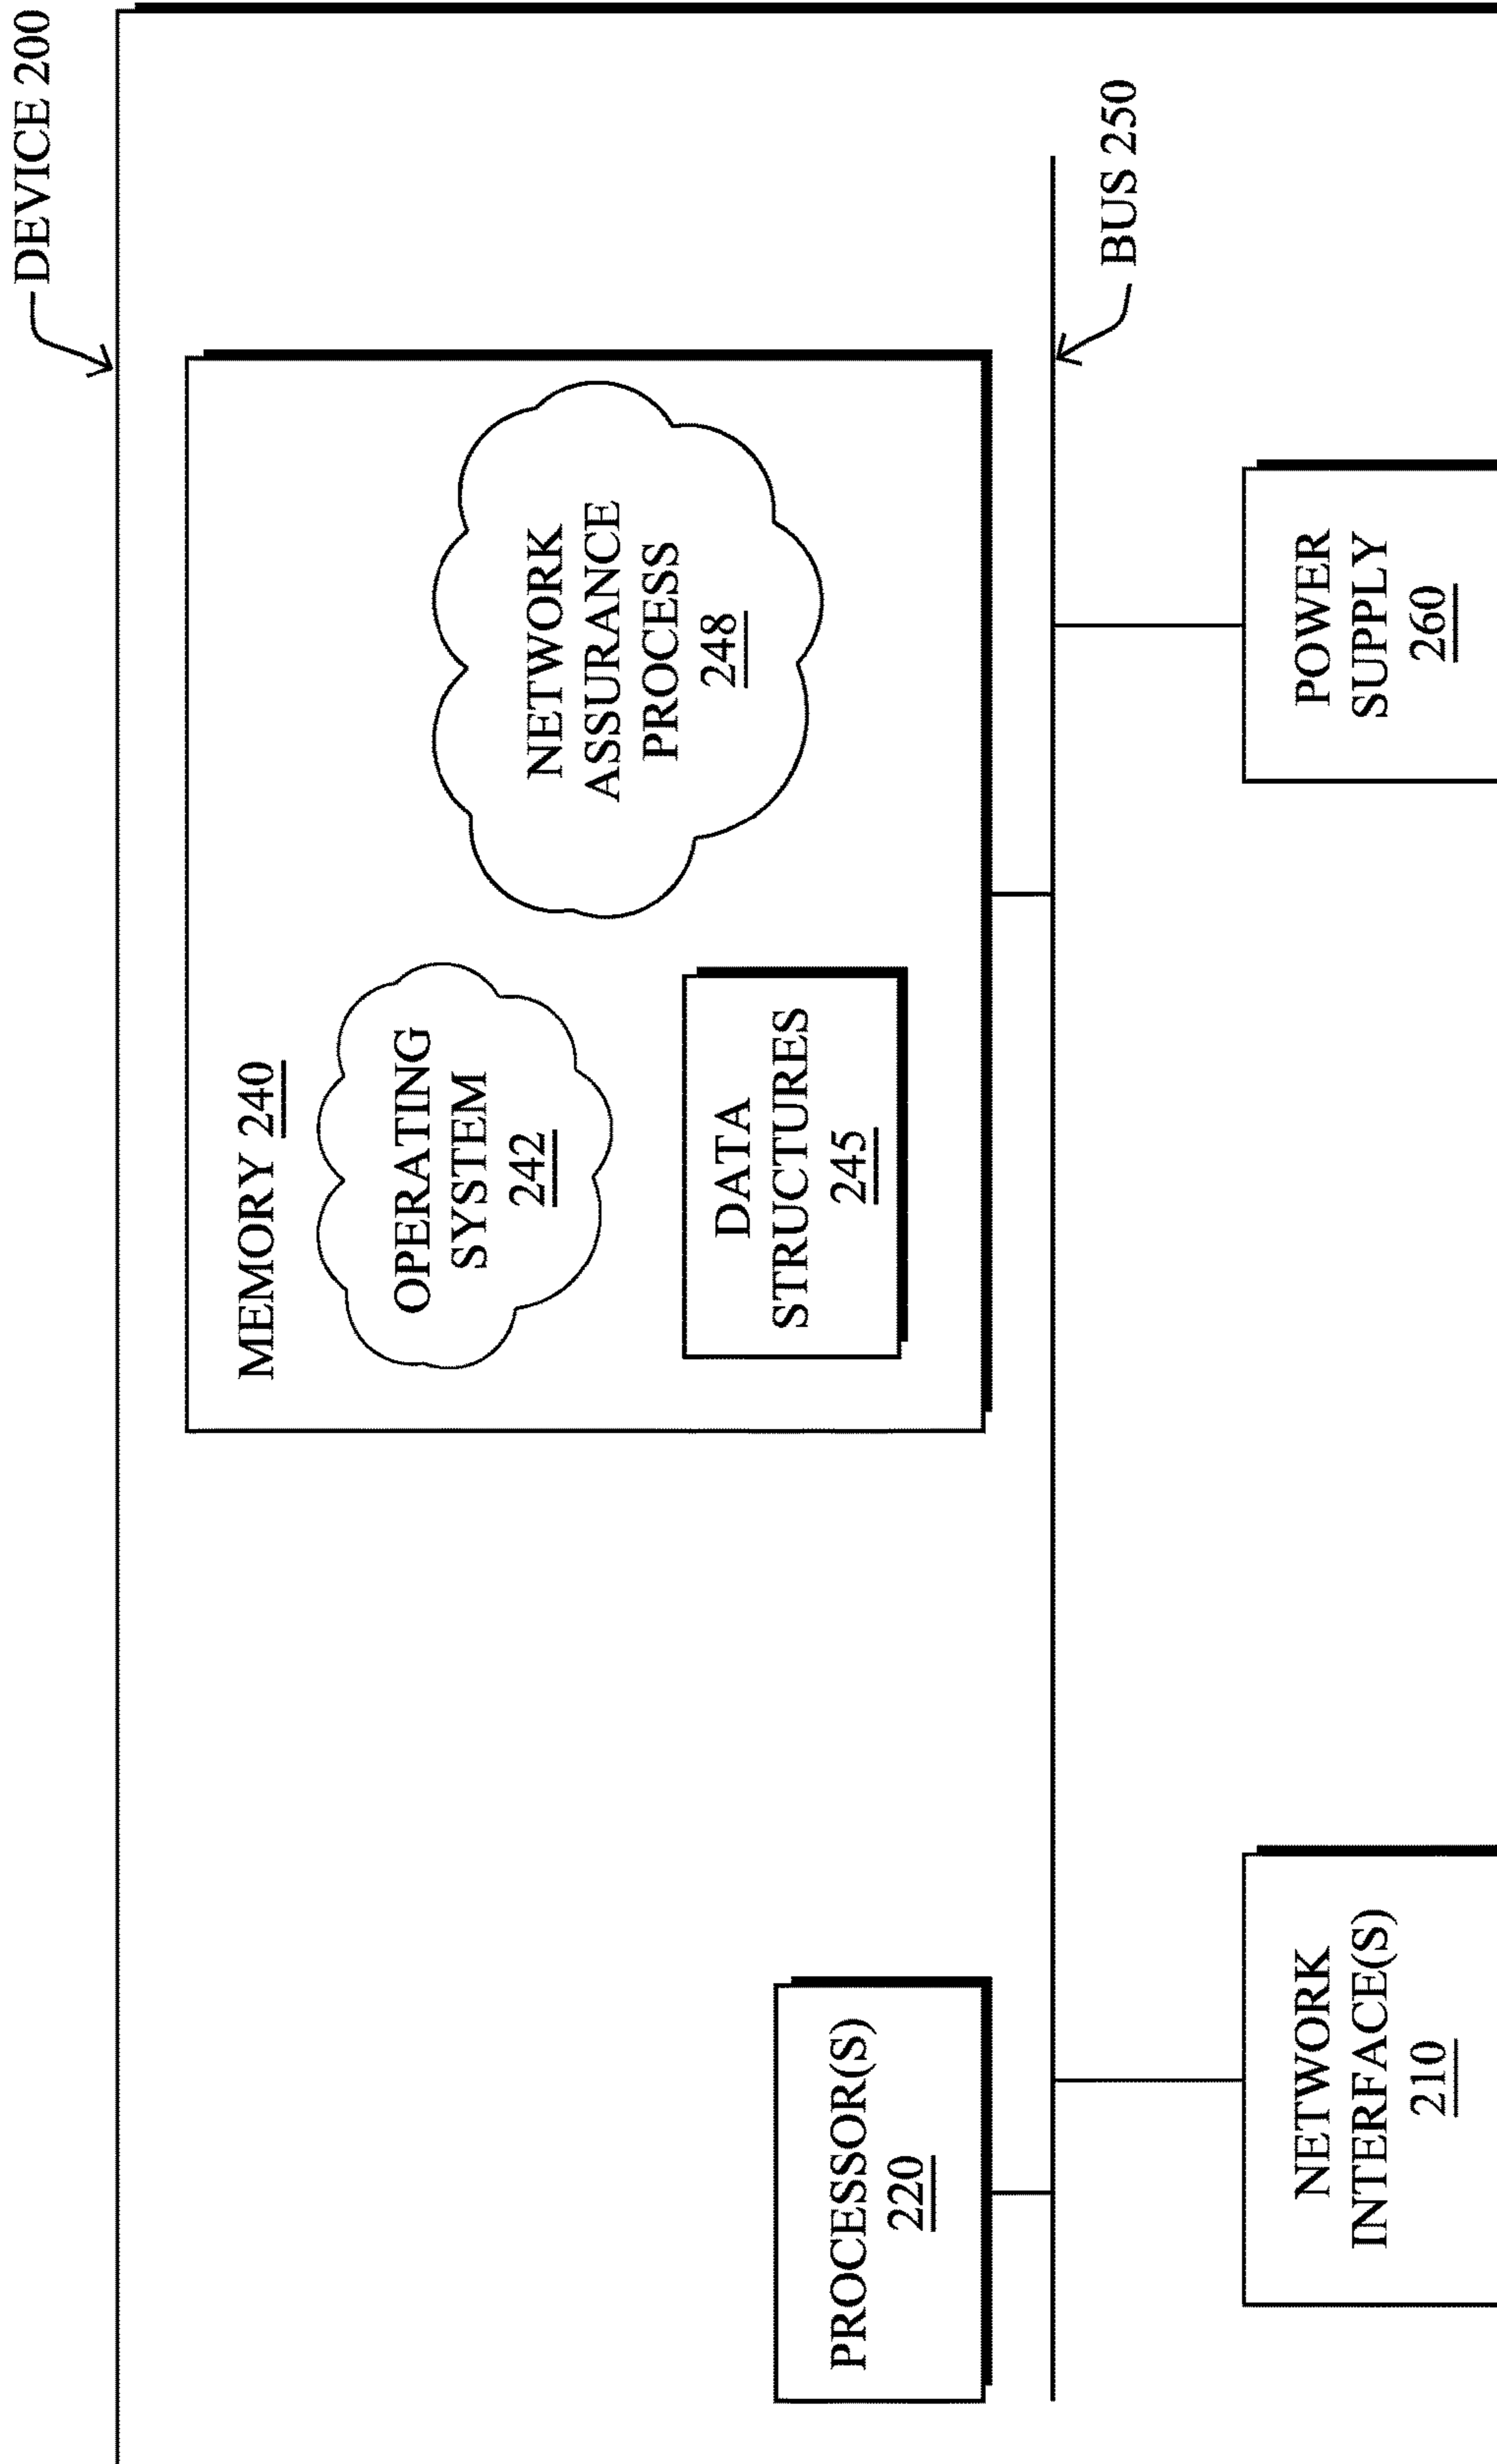 DEVICE 200
MEMORY 240
OPERATING
SYSTEM
242
DATA
STRUCTURES
245
NETWORK
ASSURANCE
PROCESS
248
PROCESSOR(S)
220
BUS 250
NETWORK
INTERFACE(S)
210
POWER
SUPPLY
260